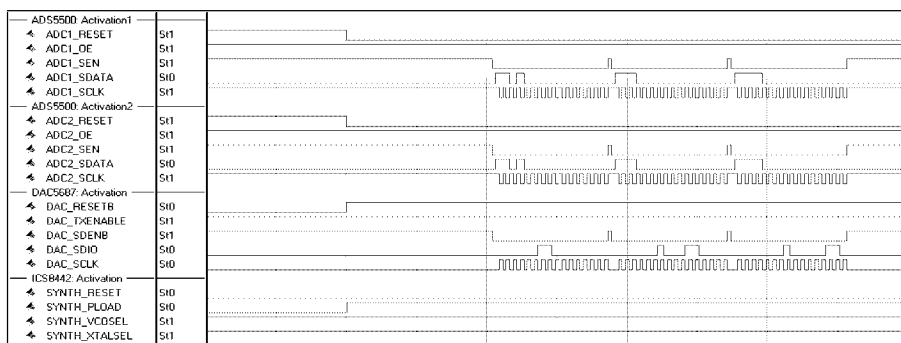 ADS5500: Activation1
ADC1_RESET St1
ADC1_OE St1
ADC1_SEN St1
ADC1_SDATA St0
ADC1_SCLK St1
ADS5500: Activation2
ADC2_RESET St1
ADC2_OE St1
ADC2_SEN St1
ADC2_SDATA St0
ADC2_SCLK St1
DAC5687: Activation
DAC_RESETB St0
DAC_TXENABLE St1
DAC_SDENB St1
DAC_SDIO St0
DAC_SCLK St0
ICS8442: Activation
SYNTH_RESET St0
SYNTH_PLOAD St0
SYNTH_VCOSEL St1
SYNTH_XTALSEL St1